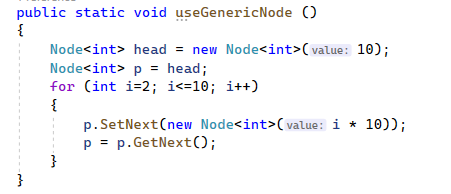 public static void useGenericNode ()
{
Node<int> head = new Node<int>( value: 10);
Node<int> p = head;
for (int i=2; i<=10; i++)
{
p.SetNext(new Node<int>( value: i * 10));
p = p.GetNext();
}
}